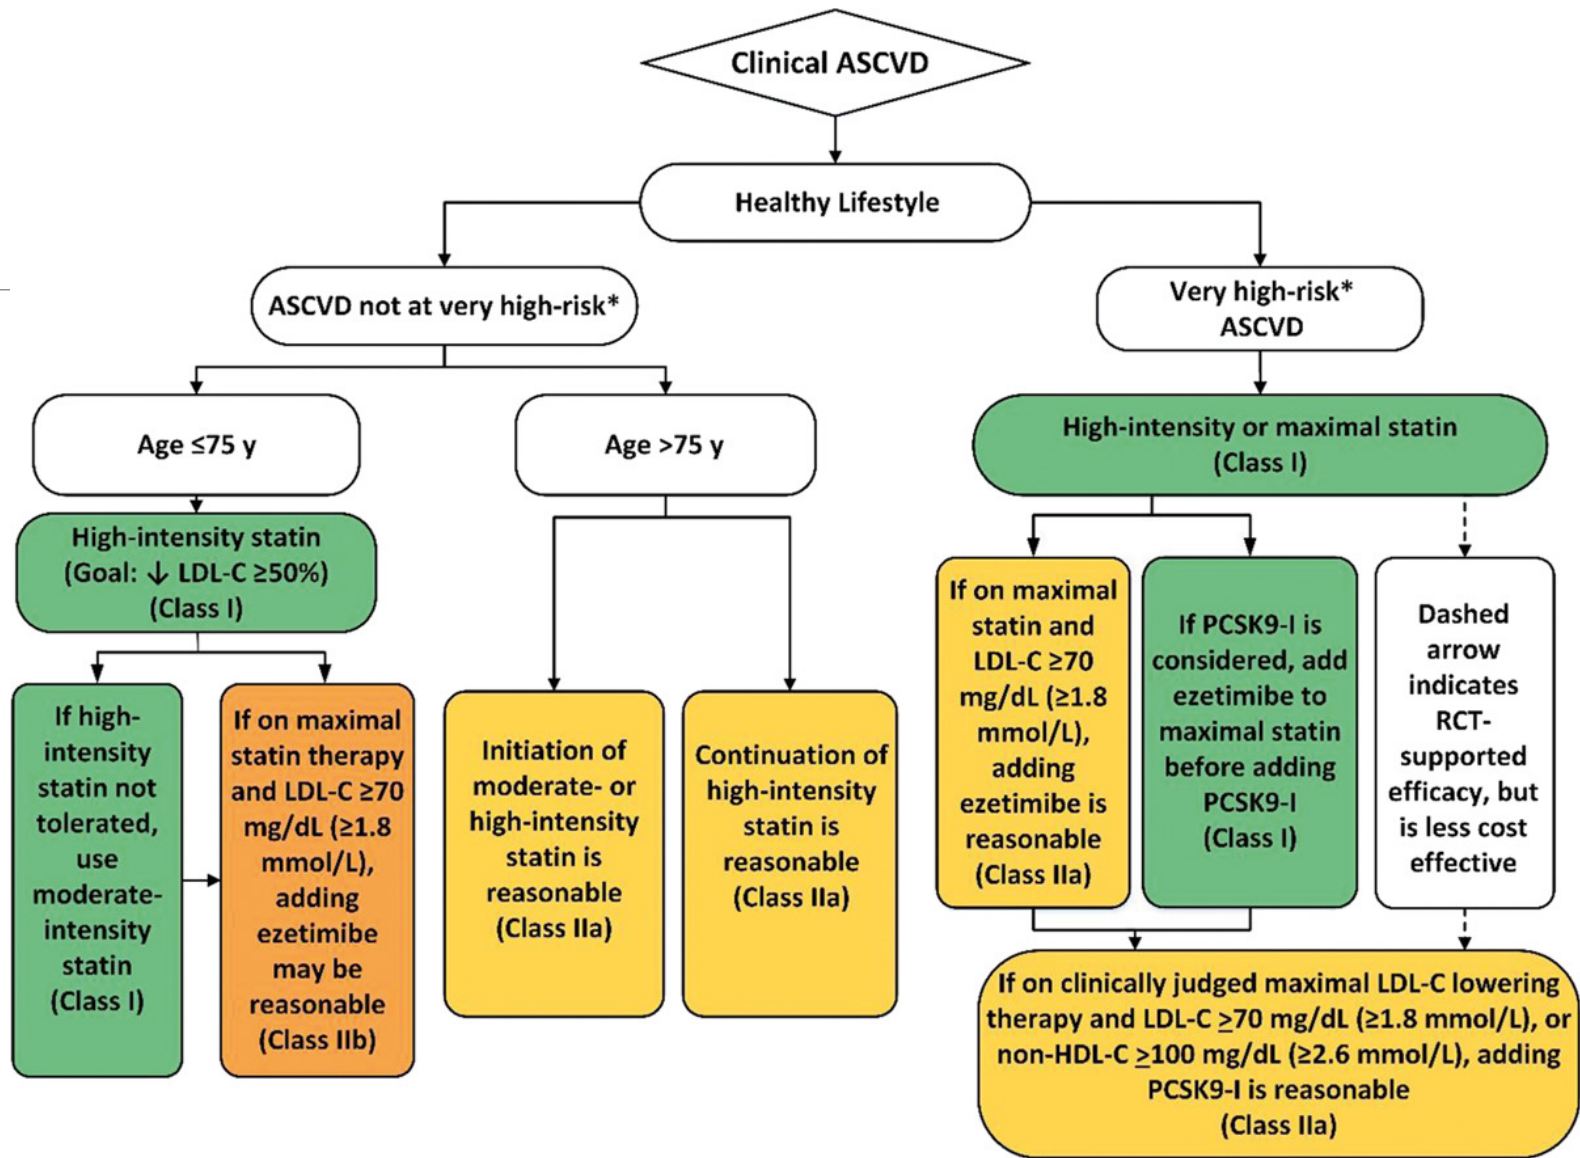 Clinical ASCVD
Healthy Lifestyle
ASCVD not at very high-risk*
Very high-risk*
ASCVD
Age ≤75 y
Age >75 y
High-intensity or maximal statin
(Class I)
High-intensity statin
(Goal: ↓ LDL-C ≥50%)
(Class I)
If high-
intensity
statin not
tolerated,
use
moderate-
intensity
statin
(Class I)
If on maximal
statin therapy
and LDL-C ≥70
mg/dL (≥1.8
mmol/L),
adding
ezetimibe
may be
reasonable
(Class IIb)
Initiation of
moderate- or
high-intensity
statin is
reasonable
(Class IIa)
Continuation of
high-intensity
statin is
reasonable
(Class IIa)
If on maximal
statin and
LDL-C ≥70
mg/dL (≥1.8
mmol/L),
adding
ezetimibe is
reasonable
(Class IIa)
If PCSK9-I is
considered, add
ezetimibe to
maximal statin
before adding
PCSK9-I
(Class I)
Dashed
arrow
indicates
RCT-
supported
efficacy, but
is less cost
effective
If on clinically judged maximal LDL-C lowering
therapy and LDL-C ≥70 mg/dL (≥1.8 mmol/L), or
non-HDL-C ≥100 mg/dL (≥2.6 mmol/L), adding
PCSK9-I is reasonable
(Class IIa)